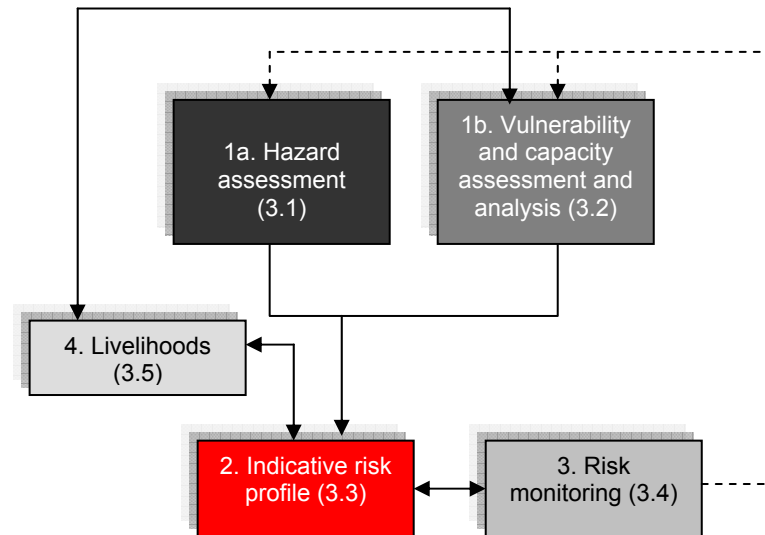 1a. Hazard
assessment
(3.1)
1b. Vulnerability
and capacity
assessment and
analysis (3.2)
4. Livelihoods
(3.5)
2. Indicative risk
profile (3.3)
3. Risk
monitoring (3.4)